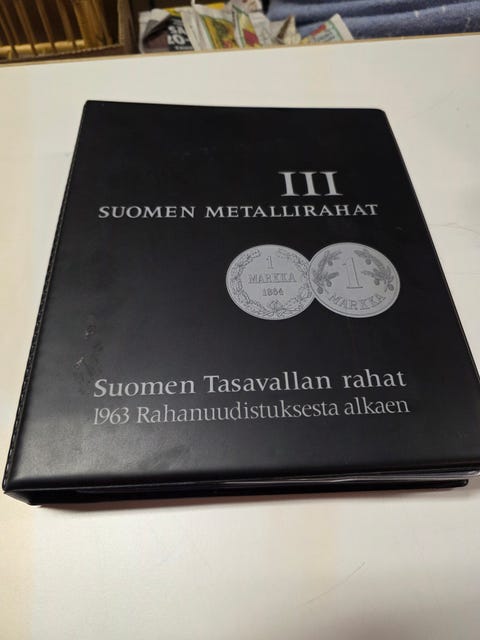 III
SUOMEN METALLIRAHAT
1
MARKKA
1864
1
MARKKA
Suomen Tasavallan rahat
1963 Rahanuudistuksesta alkaen